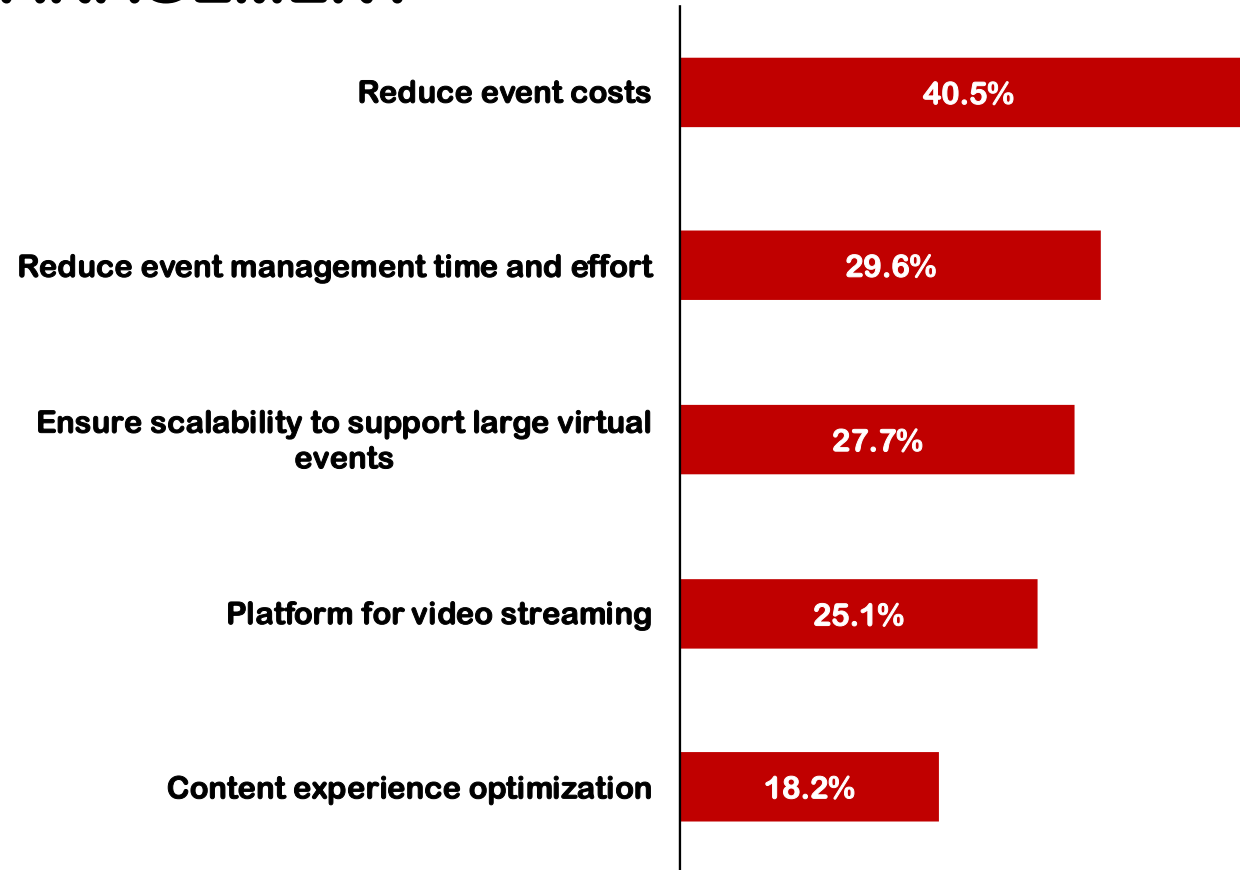 Reduce event costs
40.5%
Reduce event management time and effort
29.6%
Ensure scalability to support large virtual
events
27.7%
Platform for video streaming
25.1%
Content experience optimization
18.2%